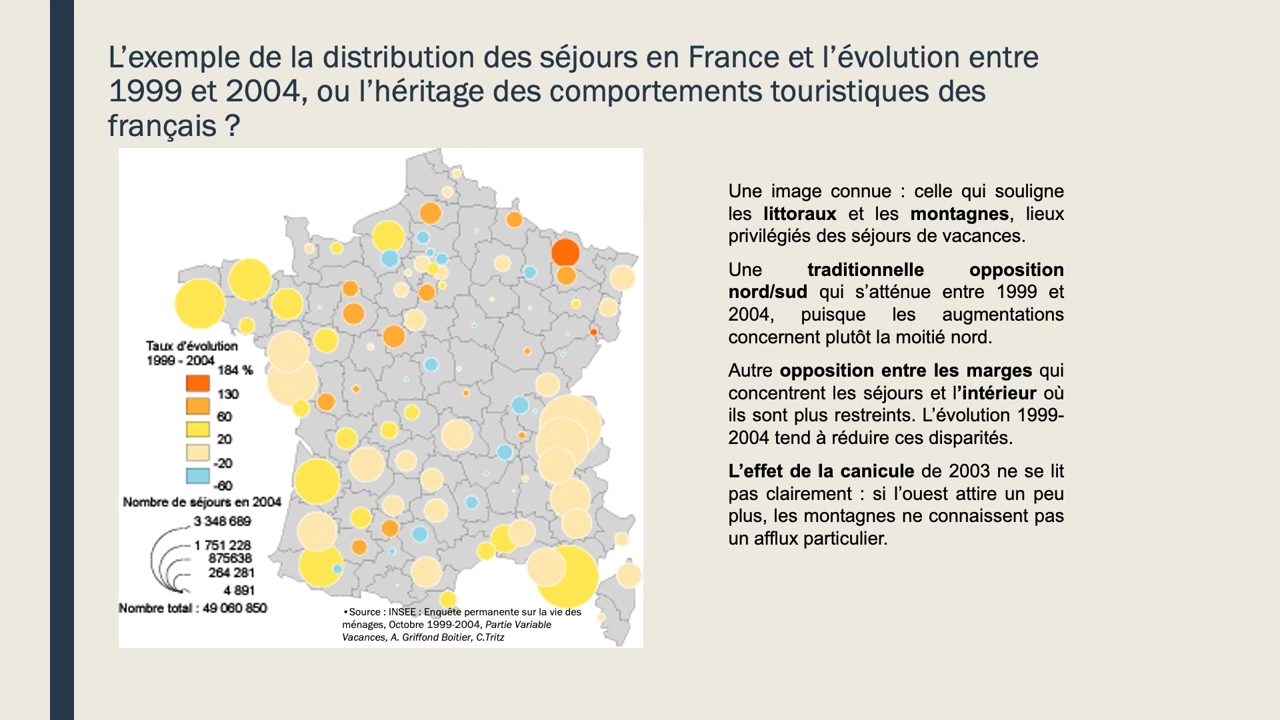 L’exemple de la distribution des séjours en France et l’évolution entre
1999 et 2004, ou l’héritage des comportements touristiques des
français ?
Taux d'évolution
1999 - 2004
184 %
130
60
20
-20
-60
Nombre de séjours en 2004
3 348 689
1 751 228
875638
264 281
4 891
Nombre total : 49 060 850
•Source : INSEE : Enquête permanente sur la vie des
ménages, Octobre 1999-2004, Partie Variable
Vacances, A. Griffond Boitier, C.Tritz
Une image connue : celle qui souligne
les littoraux et les montagnes, lieux
privilégiés des séjours de vacances.
Une traditionnelle opposition
nord/sud qui s’atténue entre 1999 et
2004, puisque les augmentations
concernent plutôt la moitié nord.
Autre opposition entre les marges qui
concentrent les séjours et l’intérieur où
ils sont plus restreints. L’évolution 1999-
2004 tend à réduire ces disparités.
L’effet de la canicule de 2003 ne se lit
pas clairement : si l’ouest attire un peu
plus, les montagnes ne connaissent pas
un afflux particulier.